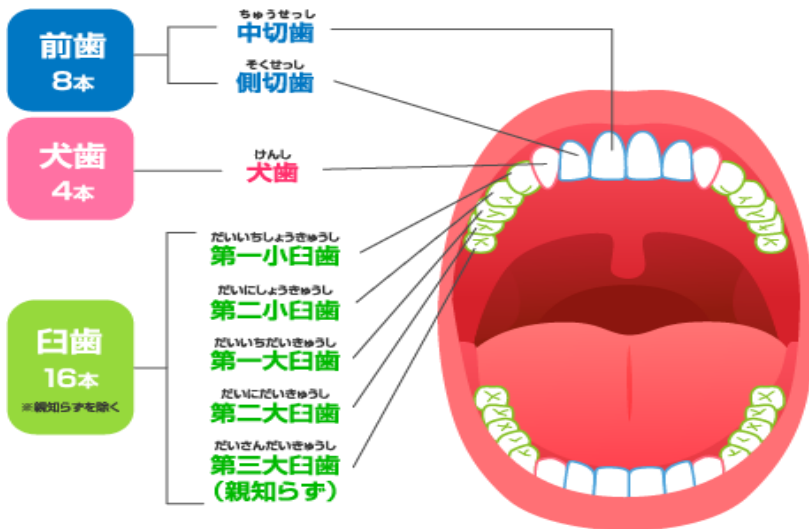 前歯
8本
ちゅうせっし
中切歯
そくせっし
側切歯
犬歯
4本
けんし
犬歯
臼歯
16本
※親知らずを除く
だいいちしょうきゅうし
第一小臼歯
だいにしょうきゅうし
第二小臼歯
だいいちだいきゅうし
第一大臼歯
だいにだいきゅうし
第二大臼歯
だいさんだいきゅうし
第三大臼歯
(親知らず)